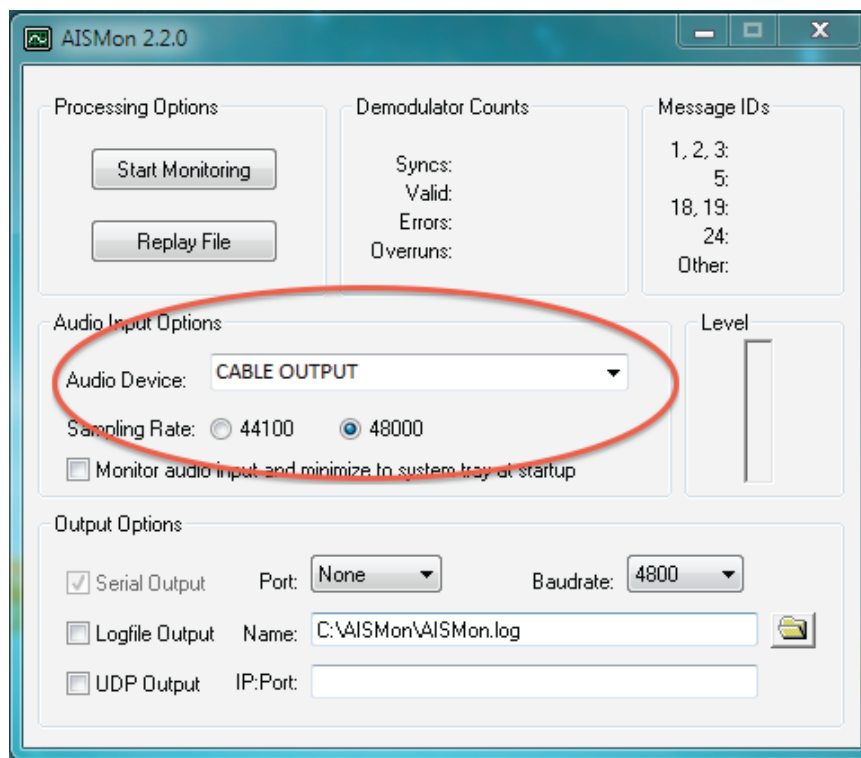 AISMon 2.2.0
Processing Options
Start Monitoring
Replay File
Demodulator Counts
Syncs:
Valid:
Errors:
Overruns:
Message IDs
1, 2, 3:
5:
18, 19:
24:
Other:
Audio Input Options
Audio Device: CABLE OUTPUT
Sampling Rate: 44100 48000
Monitor audio input and minimize to system tray at startup
Level
Output Options
Serial Output Port: None Baudrate: 4800
Logfile Output Name: C:\AISMon\AISMon.log
UDP Output IP:Port: